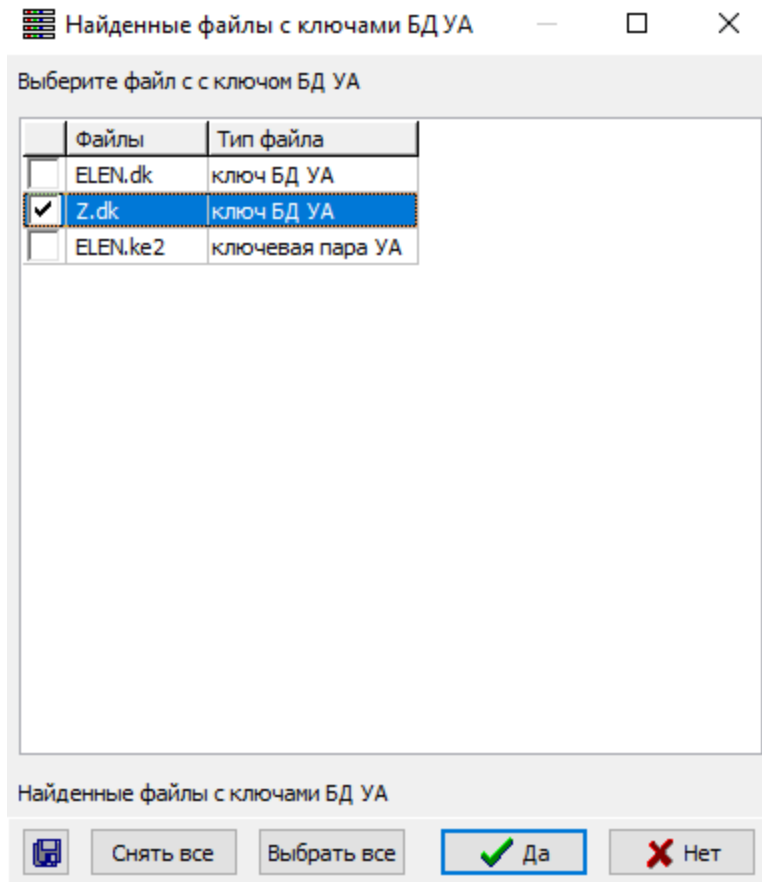 Найденные файлы с ключами БД УА
Выберите файл с с ключом БД УА
Файлы Тип файла
ELEN.dk ключ БД УА
Z.dk ключ БД УА
ELEN.ke2 ключевая пара УА
Найденные файлы с ключами БД УА
Снять все Выбрать все Да Нет